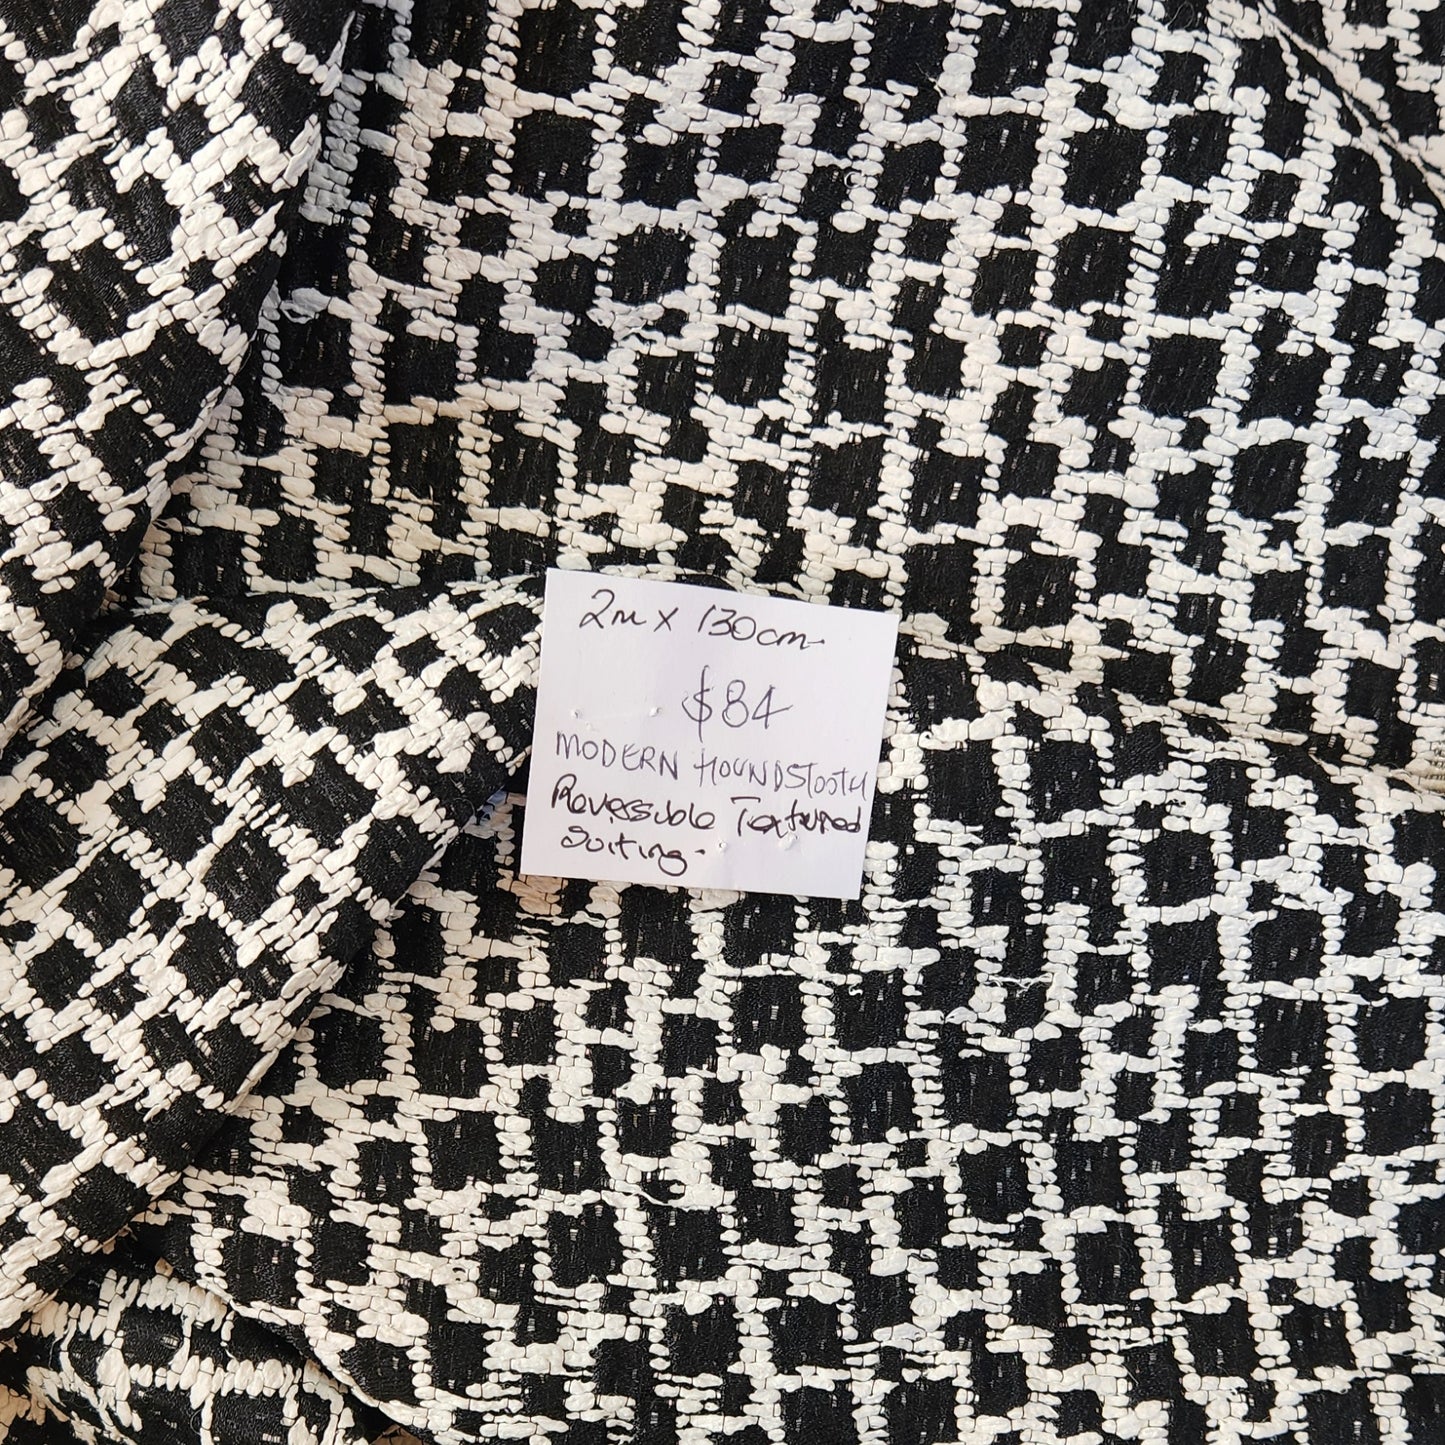 2m x 130cm
$84
MODERN HOUNDSTOOTH
Reversible Textured
Suiting.